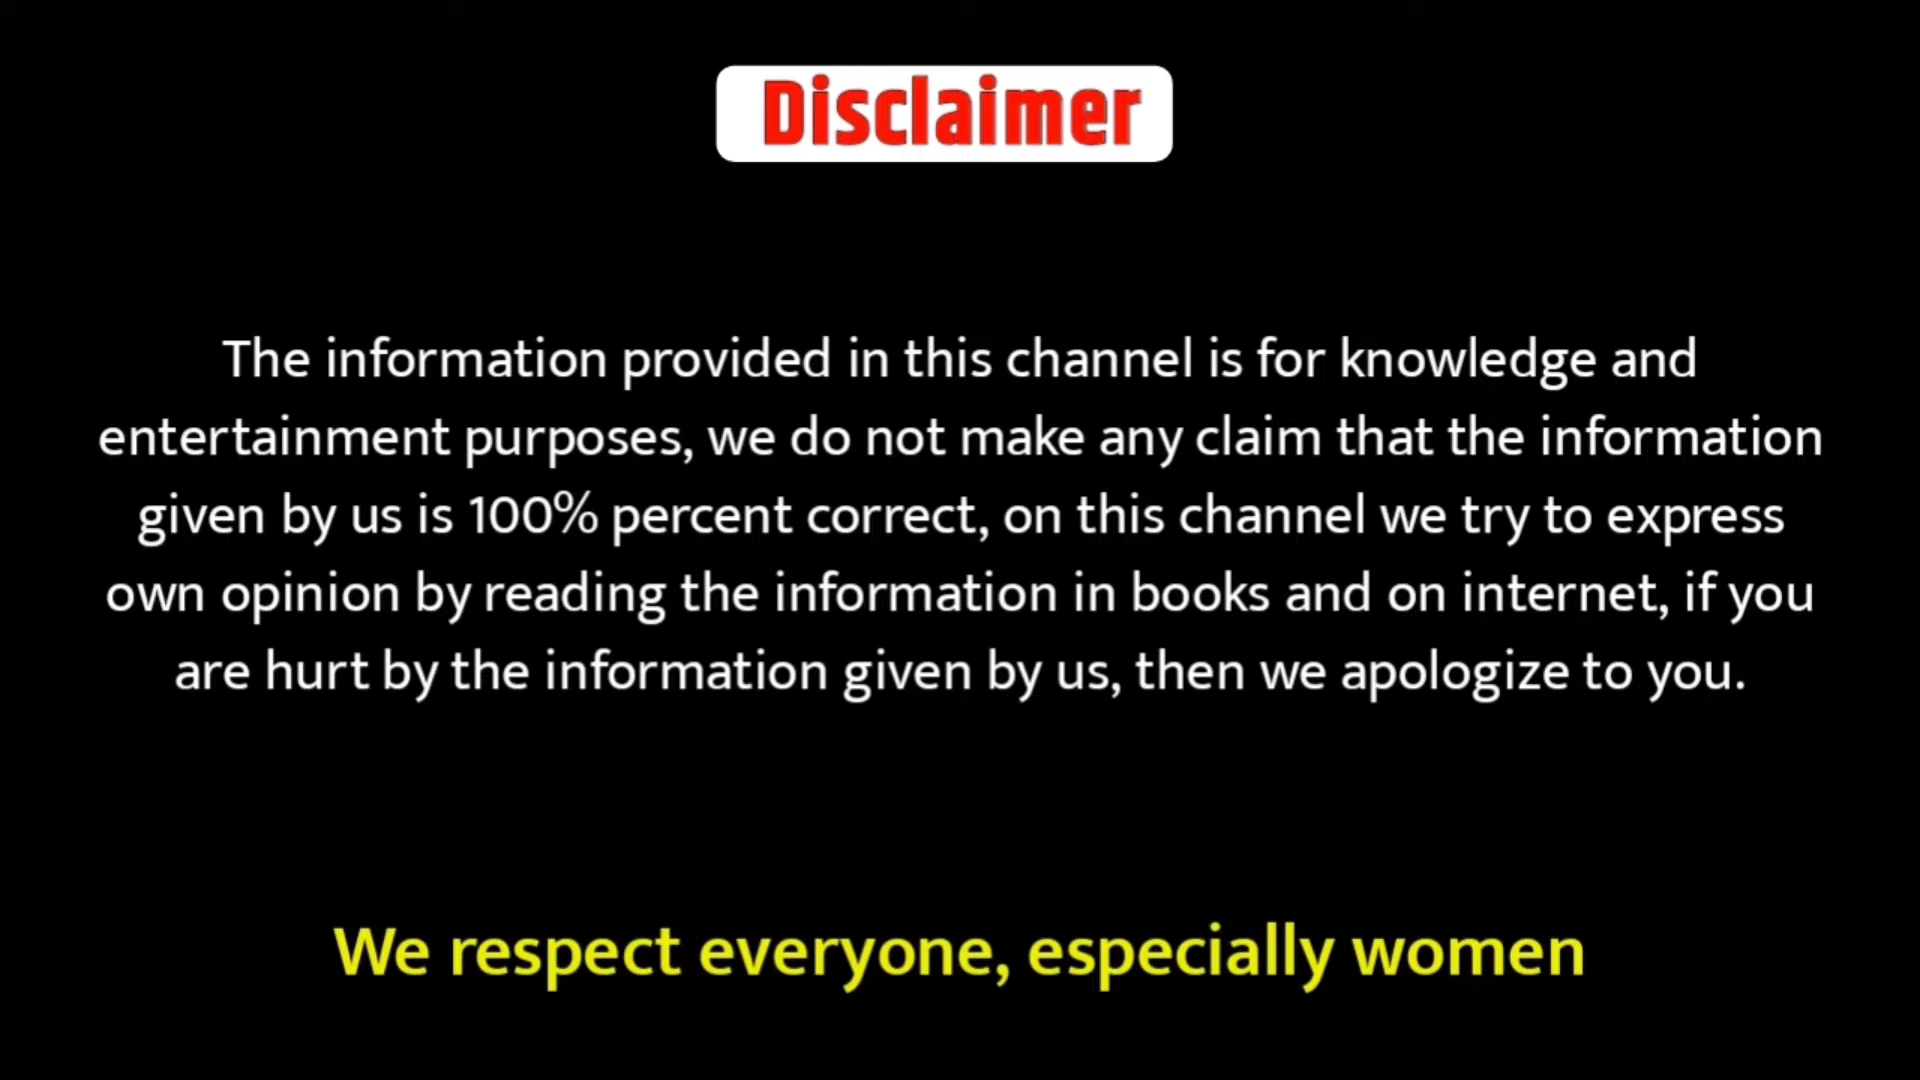 Disclaimer
The information provided in this channel is for knowledge and
entertainment purposes, we do not make any claim that the information
given by us is 100% percent correct, on this channel we try to express
own opinion by reading the information in books and on internet, if you
are hurt by the information given by us, then we apologize to you.
We respect everyone, especially women